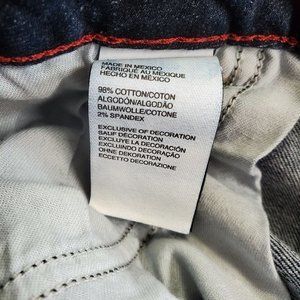 MADE IN MEXICO
FABRIQUÉ AU MEXIQUE
HECHO EN MÉXICO
98% COTTON/COTON
ALGODÓN/ALGODÃO
BAUMWOLLE/COTONE
2% SPANDEX
EXCLUSIVE OF DECORATION
SAUF DÉCORATION
EXCLUYE LA DECORACIÓN
EXCLUINDO DECORAÇÃO
OHNE DEKORATION
ECCETTO DECORAZIONE